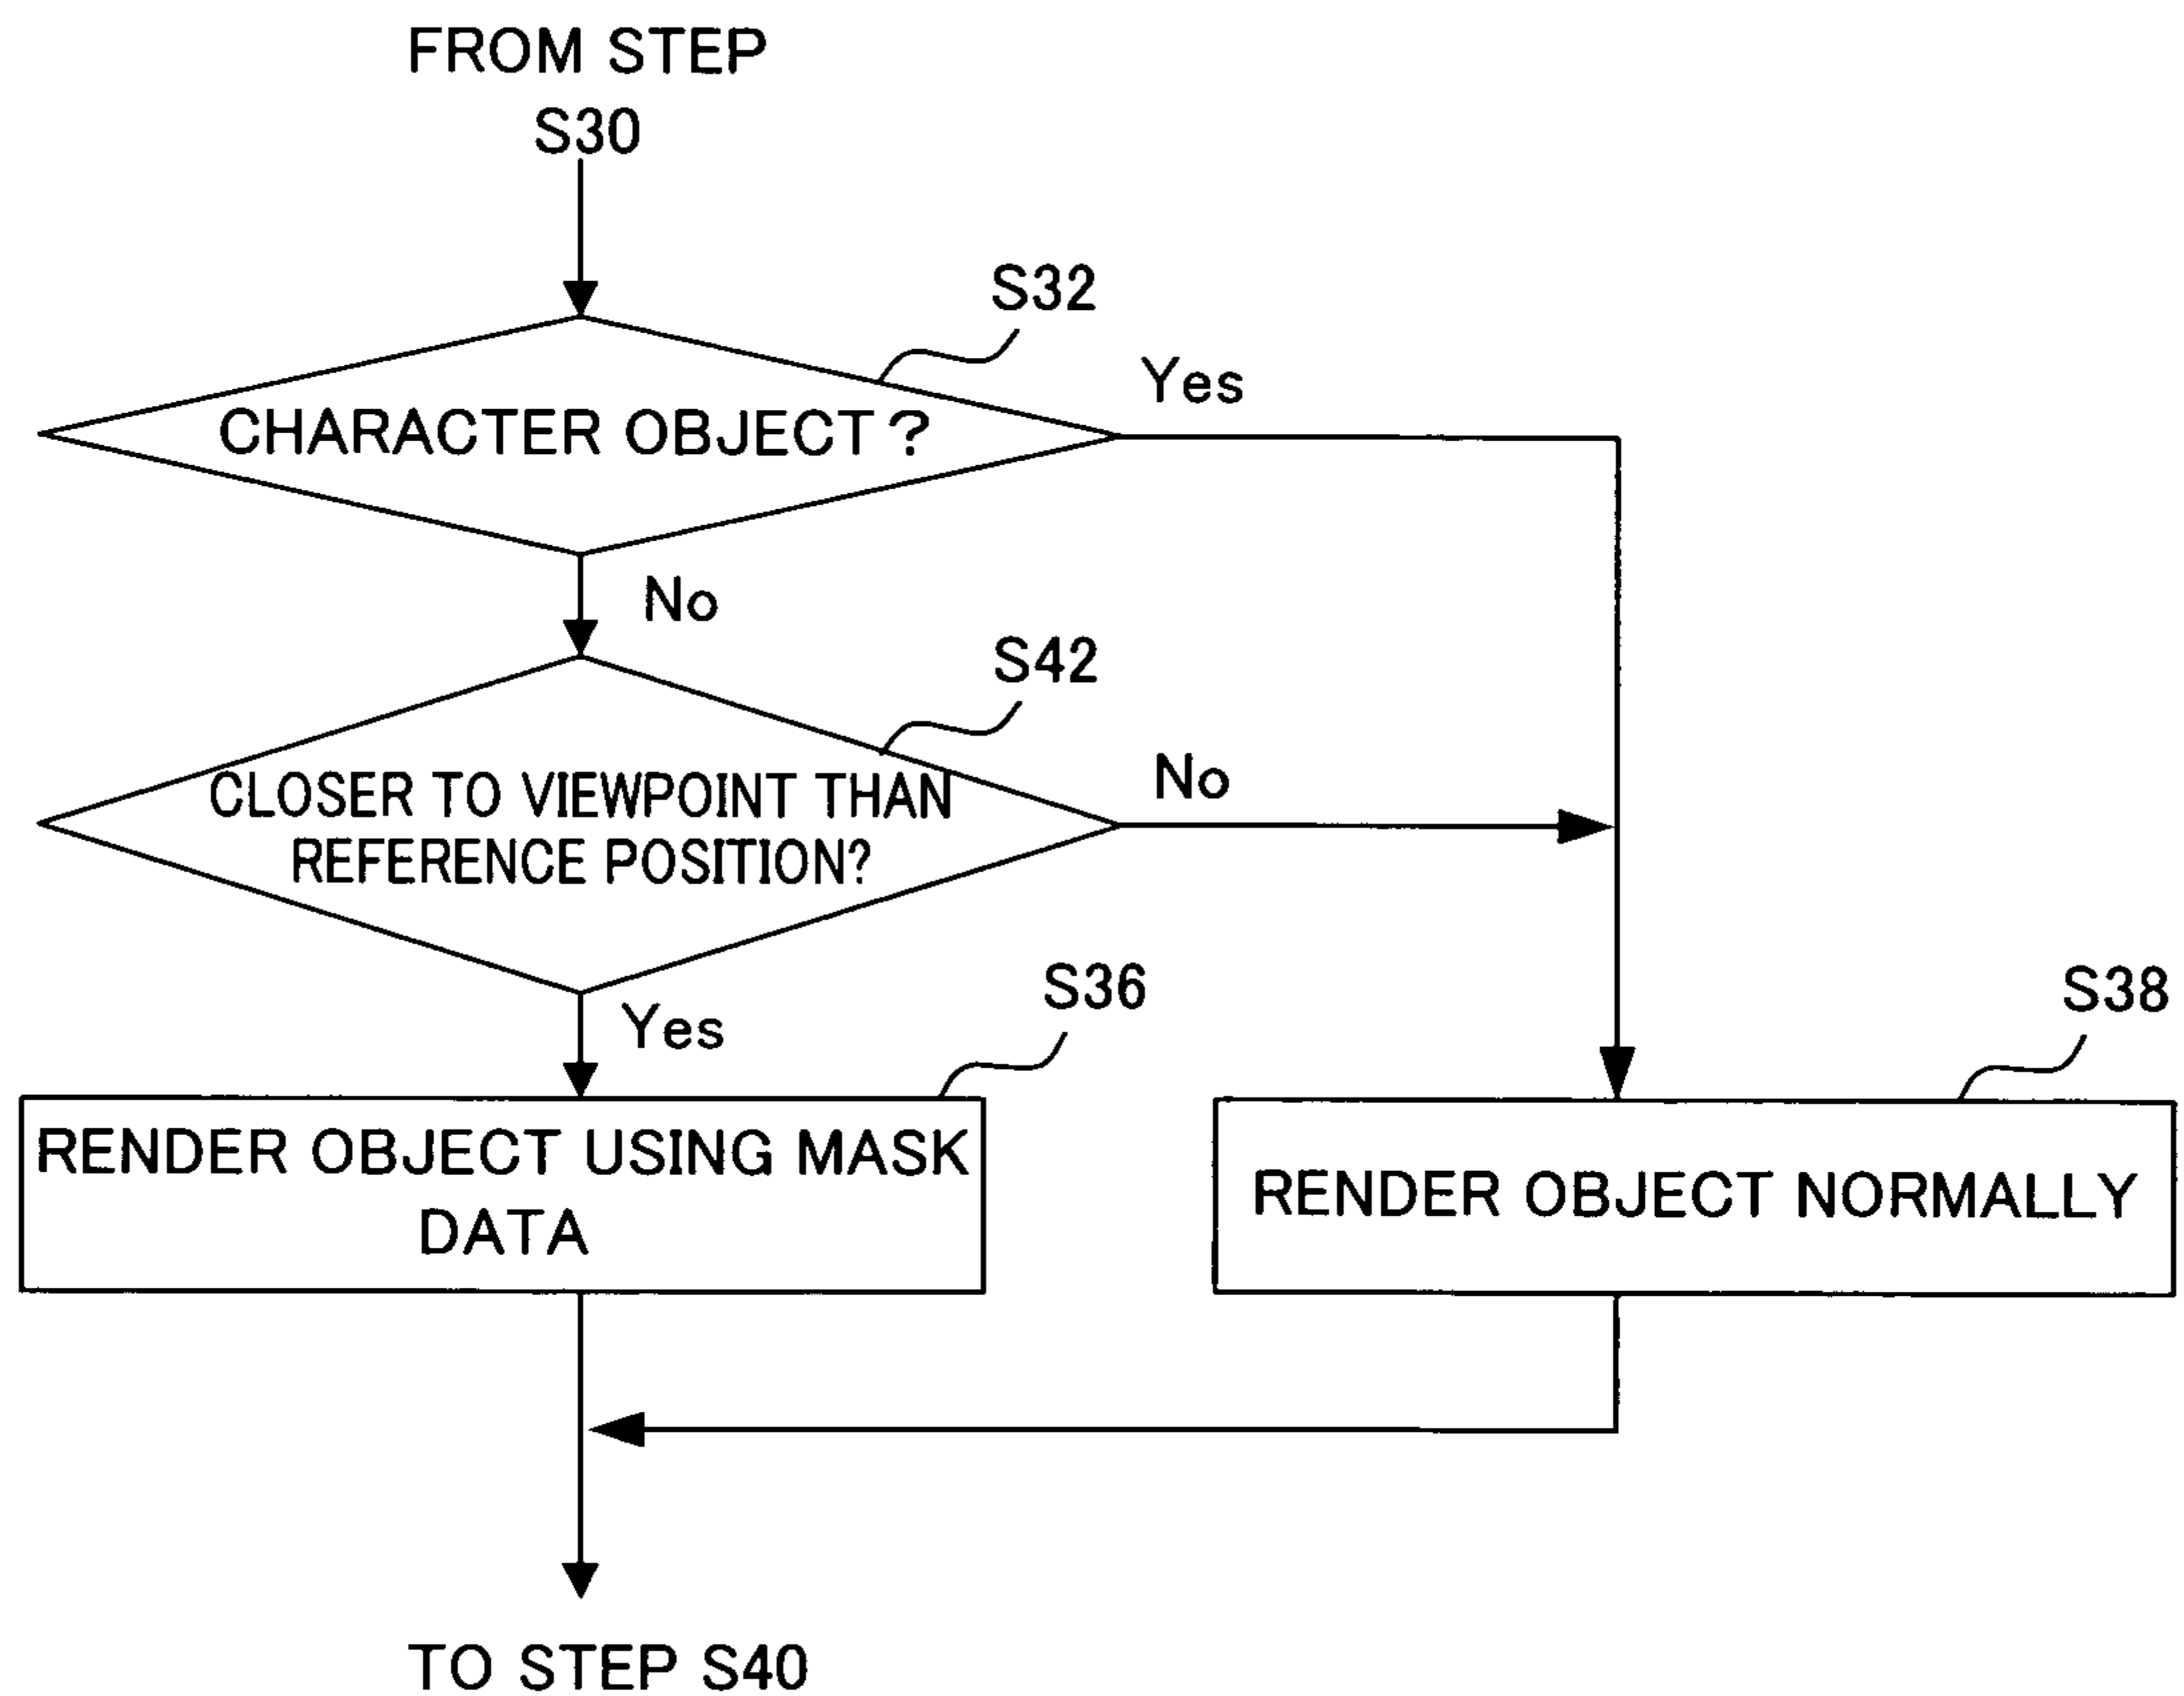 FROM STEP
S30
S32
Yes
CHARACTER OBJECT ?
No
S42
No
CLOSER TO VIEWPOINT THAN
REFERENCE POSITION?
Yes
S36
S38
RENDER OBJECT USING MASK
DATA
RENDER OBJECT NORMALLY
TO STEP S40